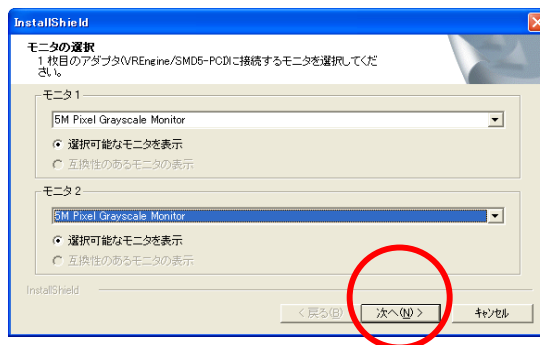 InstallShield
モニタの選択
1 枚目のアダプタ(VREngine/SMD5-PCD)に接続するモニタを選択してくだ
さい。
モニタ 1
5M Pixel Grayscale Monitor
選択可能なモニタを表示
互換性のあるモニタの表示
モニタ 2
5M Pixel Grayscale Monitor
選択可能なモニタを表示
互換性のあるモニタの表示
InstallShield
< 戻る(B) 次へ(N) > キャンセル